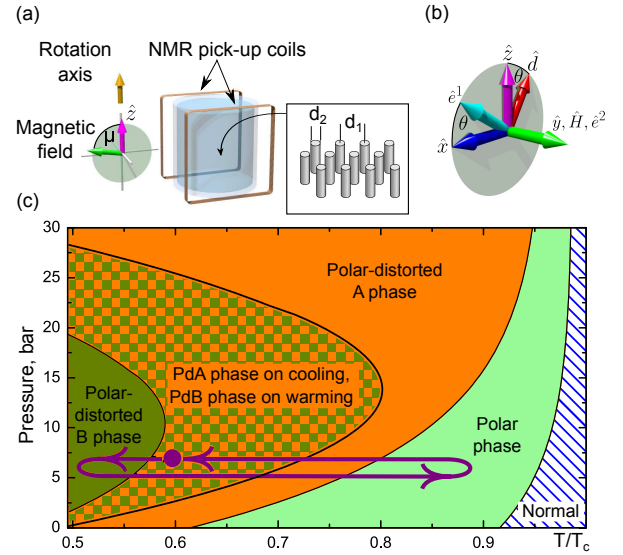 (a)
Rotation
axis
NMR pick-up coils
ẑ
Magnetic
field
μ
d₂
d₁
(b)
ẑ
θ
d̂
ê¹
θ
x̂
ŷ, Ĥ, ê²
(c)
30
25
20
15
10
5
0
Pressure, bar
Polar-distorted
A phase
PdA phase on cooling,
PdB phase on warming
Polar-
distorted
B phase
Polar
phase
Normal
0.5
0.6
0.7
0.8
0.9
T/T_c